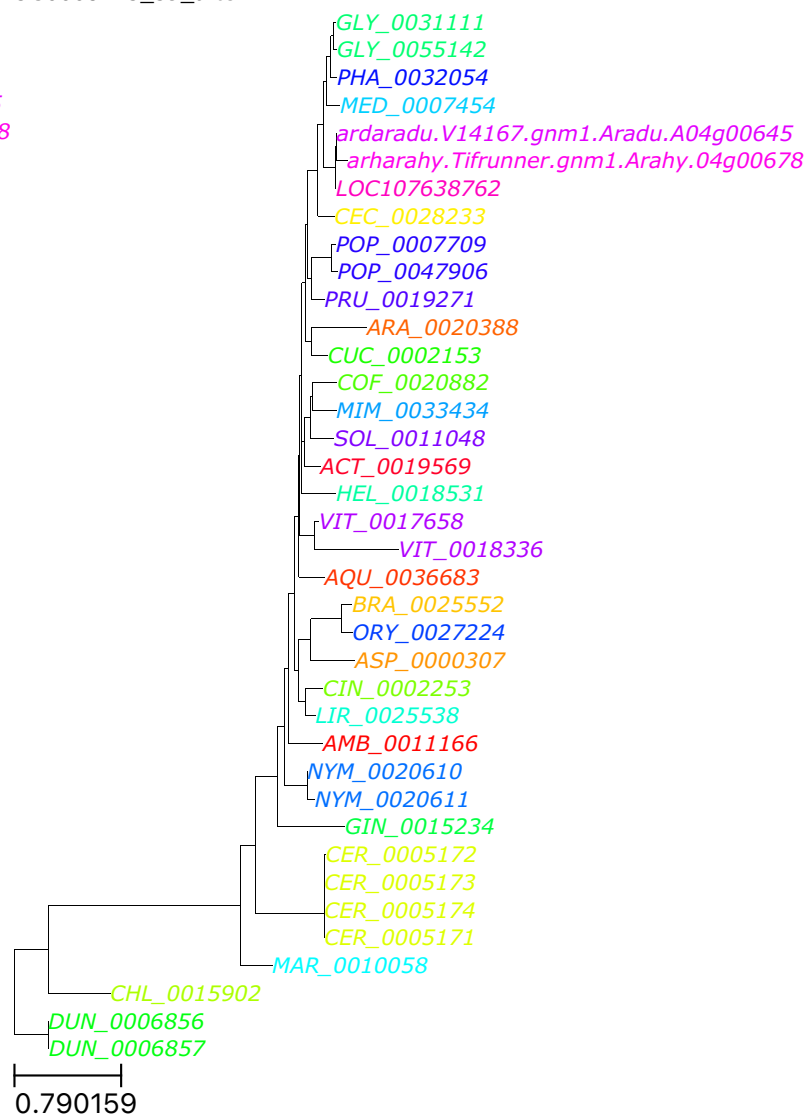 8
GLY_0031111
GLY_0055142
PHA_0032054
MED_0007454
ardaradu.V14167.gnm1.Aradu.A04g00645
arharahy.Tifrunner.gnm1.Arahy.04g00678
LOC107638762
CEC_0028233
POP_0007709
POP_0047906
PRU_0019271
ARA_0020388
CUC_0002153
COF_0020882
MIM_0033434
SOL_0011048
ACT_0019569
HEL_0018531
VIT_0017658
VIT_0018336
AQU_0036683
BRA_0025552
ORY_0027224
ASP_0000307
CIN_0002253
LIR_0025538
AMB_0011166
NYM_0020610
NYM_0020611
GIN_0015234
CER_0005172
CER_0005173
CER_0005174
CER_0005171
MAR_0010058
CHL_0015902
DUN_0006856
DUN_0006857
0.790159